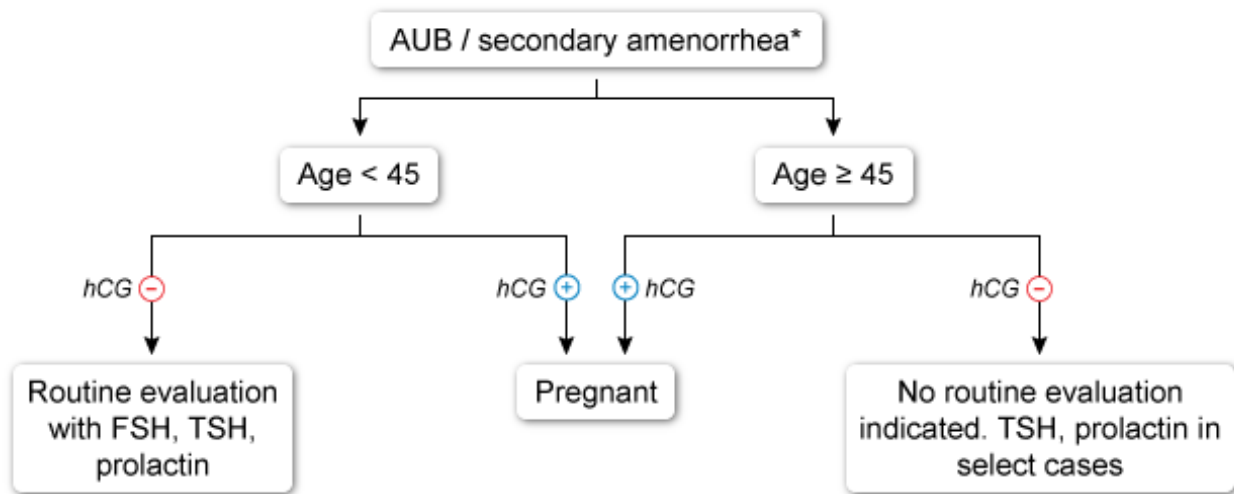 AUB / secondary amenorrhea*
Age < 45
Age ≥ 45
hCG −
hCG +
+ hCG
hCG −
Routine evaluation
with FSH, TSH,
prolactin
Pregnant
No routine evaluation
indicated. TSH, prolactin in
select cases